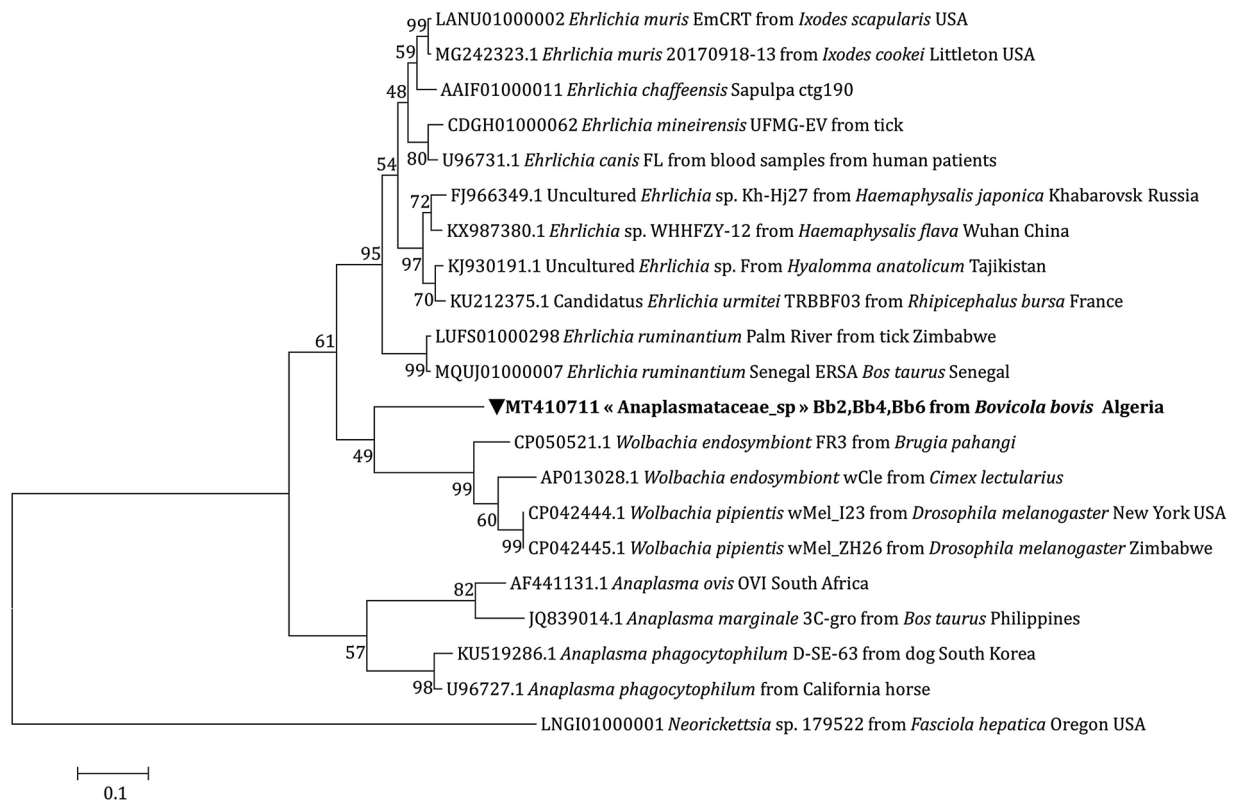 99
LANU01000002 Ehrlichia muris EmCRT from Ixodes scapularis USA
59
MG242323.1 Ehrlichia muris 20170918-13 from Ixodes cookei Littleton USA
48
AAIF01000011 Ehrlichia chaffeensis Sapulpa ctg190
CDGH01000062 Ehrlichia mineirensis UFMG-EV from tick
54
80
U96731.1 Ehrlichia canis FL from blood samples from human patients
72
FJ966349.1 Uncultured Ehrlichia sp. Kh-Hj27 from Haemaphysalis japonica Khabarovsk Russia
KX987380.1 Ehrlichia sp. WHHFZY-12 from Haemaphysalis flava Wuhan China
95
97
KJ930191.1 Uncultured Ehrlichia sp. From Hyalomma anatolicum Tajikistan
70
KU212375.1 Candidatus Ehrlichia urmitei TRBBF03 from Rhipicephalus bursa France
61
LUFS01000298 Ehrlichia ruminantium Palm River from tick Zimbabwe
99
MQUJ01000007 Ehrlichia ruminantium Senegal ERSA Bos taurus Senegal
▼MT410711 « Anaplasmataceae_sp » Bb2,Bb4,Bb6 from Bovicola bovis Algeria
49
CP050521.1 Wolbachia endosymbiont FR3 from Brugia pahangi
99
AP013028.1 Wolbachia endosymbiont wCle from Cimex lectularius
60
CP042444.1 Wolbachia pipientis wMel_I23 from Drosophila melanogaster New York USA
99
CP042445.1 Wolbachia pipientis wMel_ZH26 from Drosophila melanogaster Zimbabwe
82
AF441131.1 Anaplasma ovis OVI South Africa
JQ839014.1 Anaplasma marginale 3C-gro from Bos taurus Philippines
57
KU519286.1 Anaplasma phagocytophilum D-SE-63 from dog South Korea
98
U96727.1 Anaplasma phagocytophilum from California horse
LNGI01000001 Neorickettsia sp. 179522 from Fasciola hepatica Oregon USA
0.1